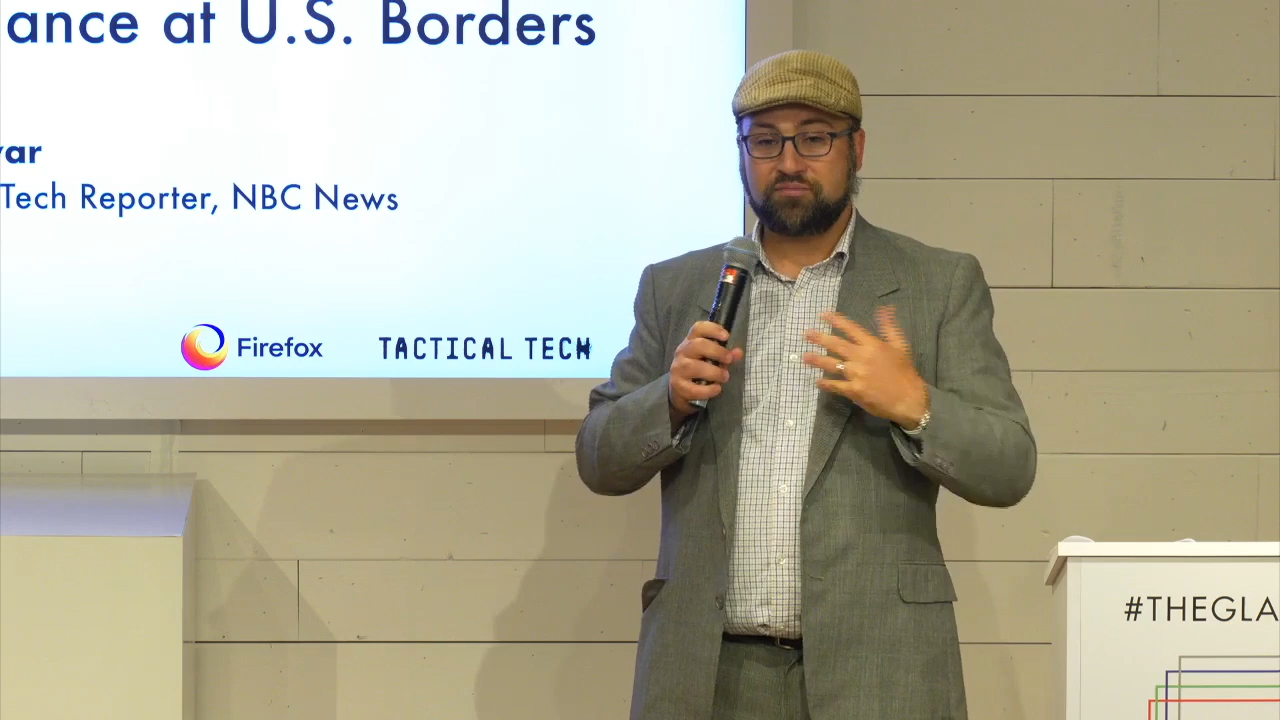 ance at U.S. Borders
var
Tech Reporter, NBC News
Firefox
TACTICAL TECH
#THEGLA